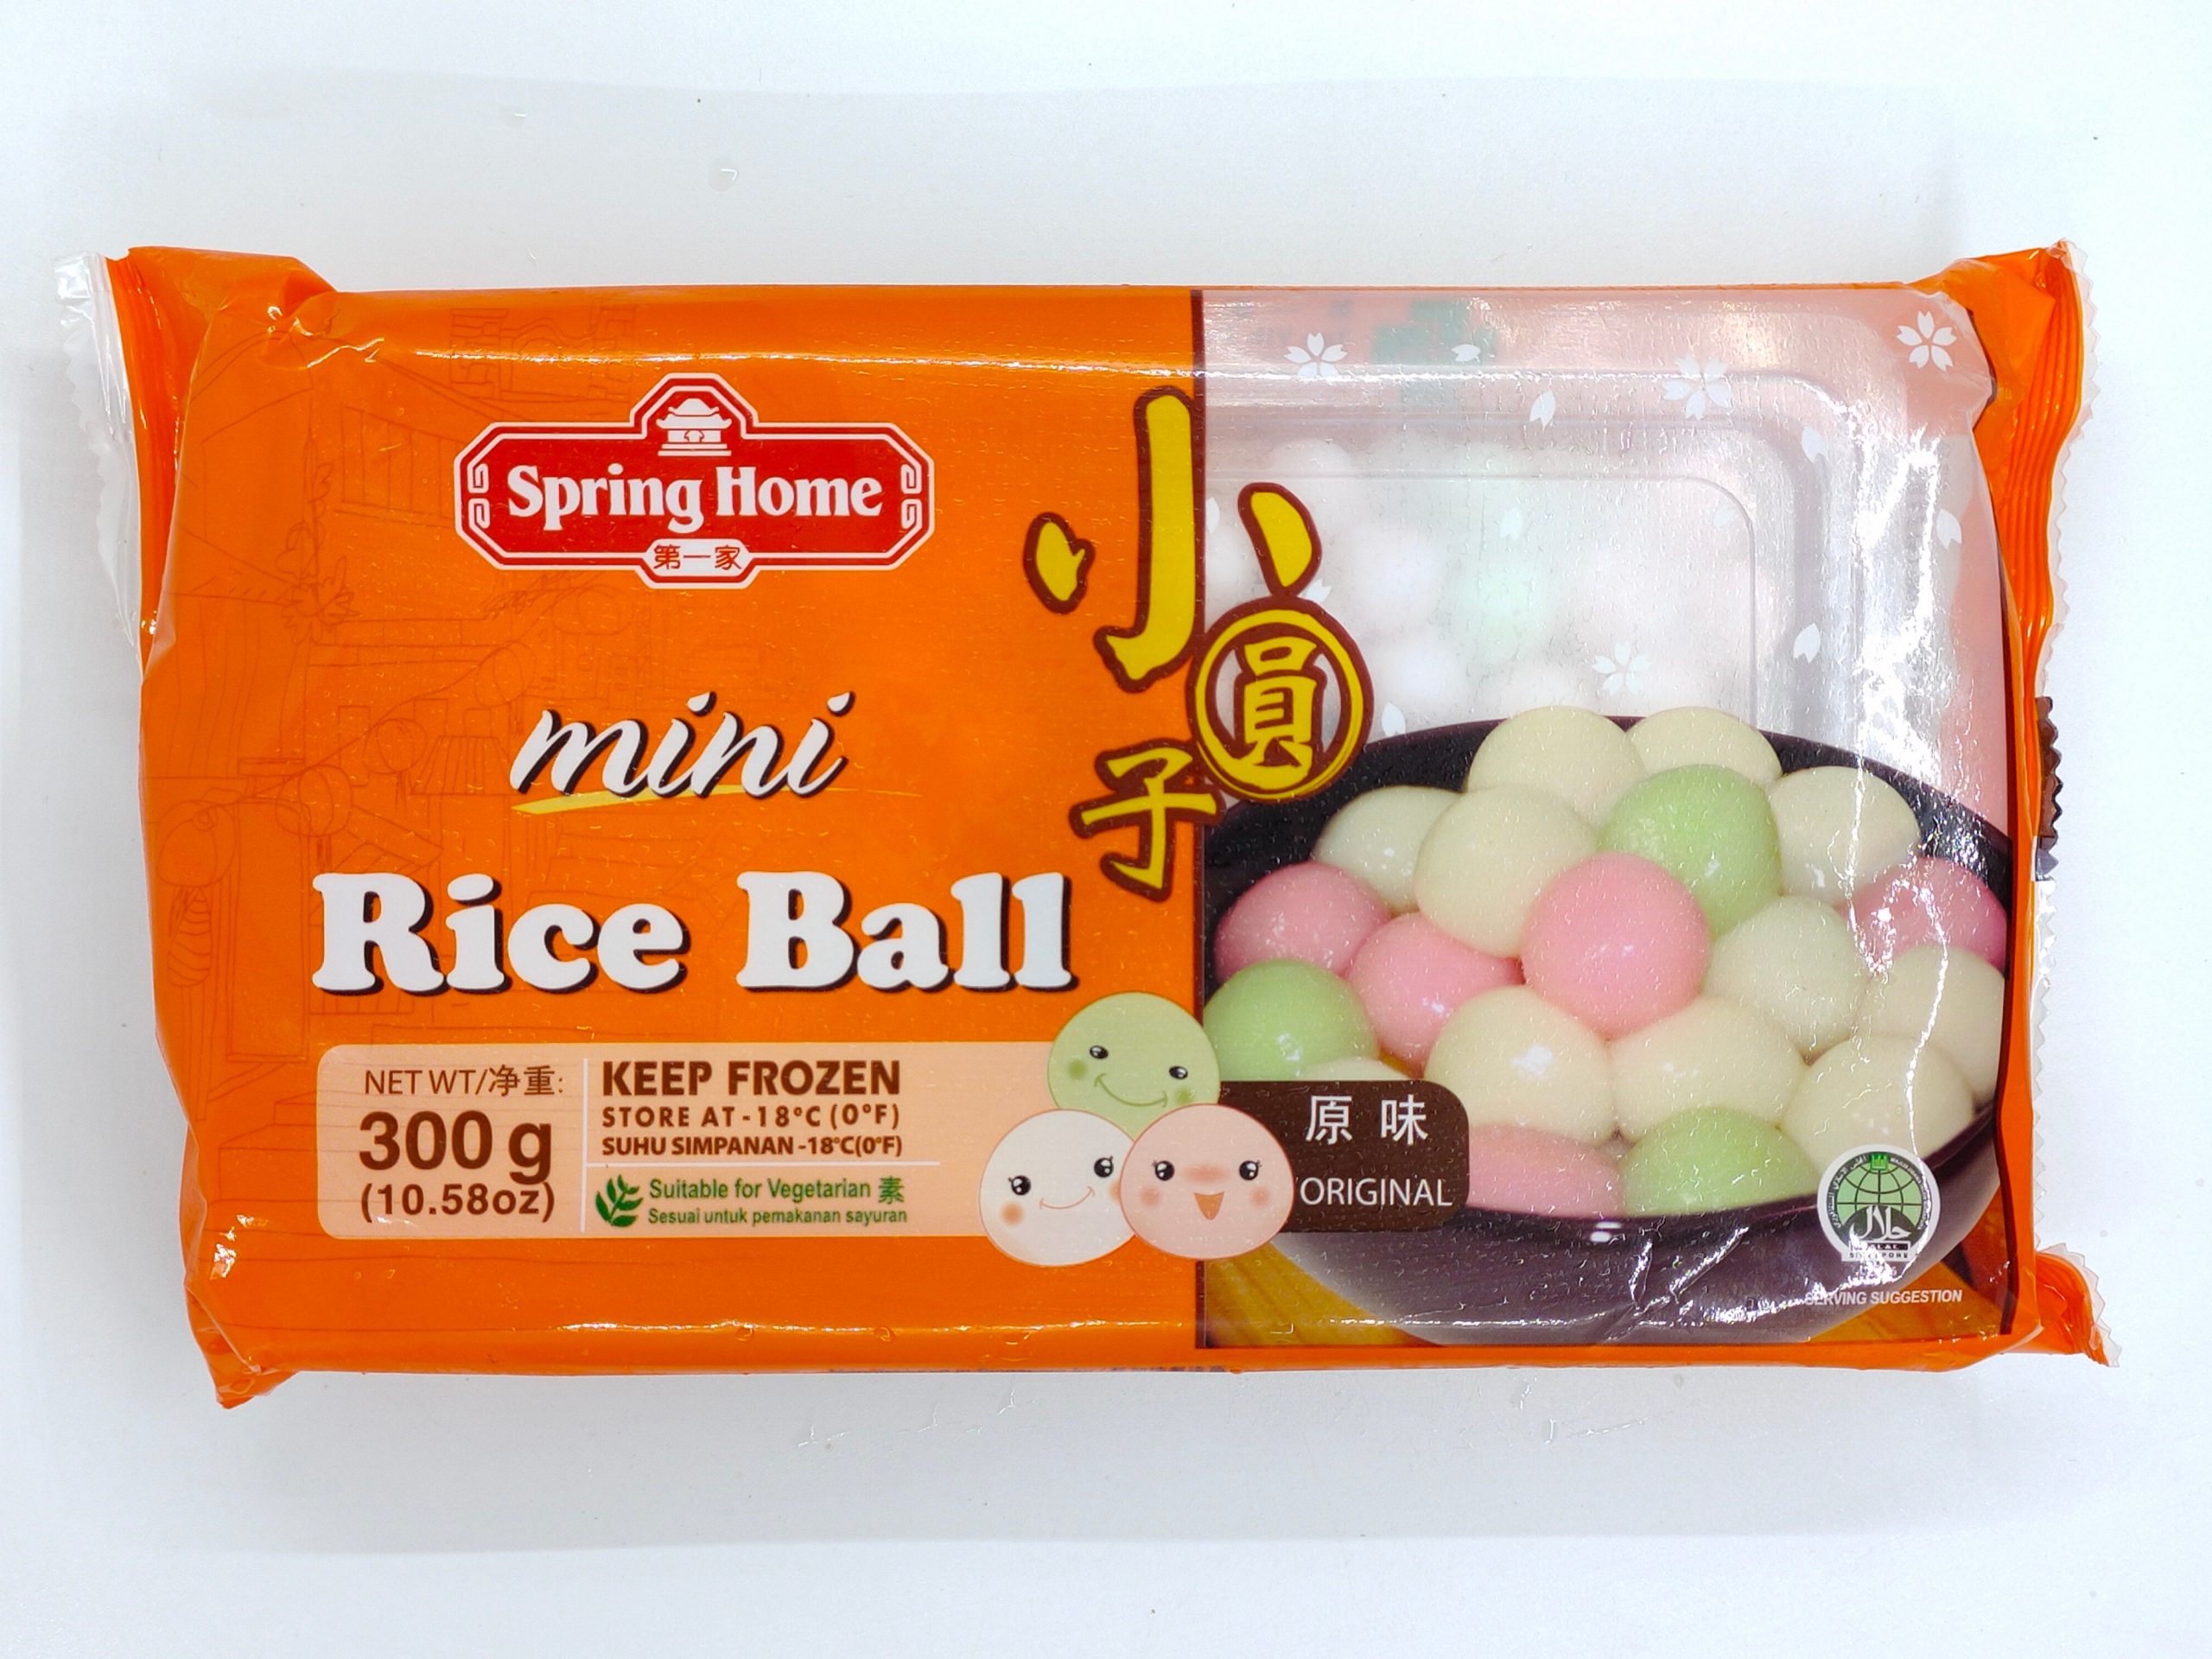 Spring Home
第一家
小圓子
mini
Rice Ball
NET WT/净重:
300 g
(10.58oz)
KEEP FROZEN
STORE AT -18°C (0°F)
SUHU SIMPANAN -18°C(0°F)
Suitable for Vegetarian 素
Sesuai untuk pemakanan sayuran
原味
ORIGINAL
حلال
SERVING SUGGESTION